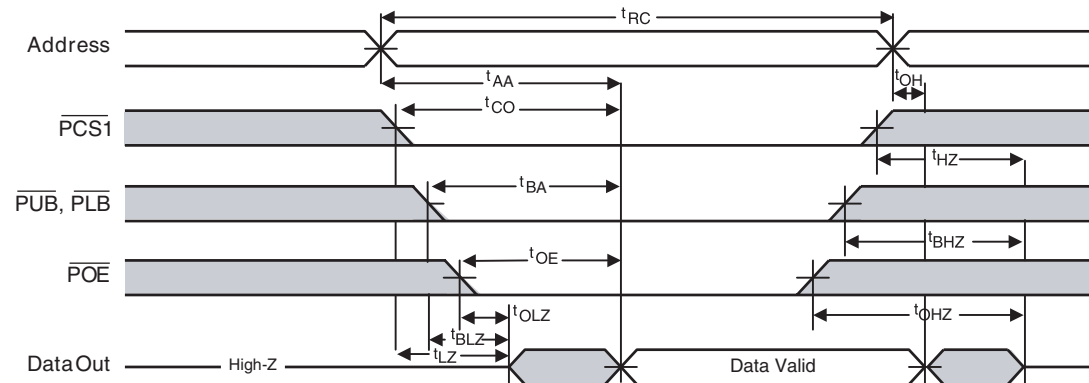 tRC
Address
tAA
tOH
tCO
PCS1
tHZ
tBA
PUB, PLB
tBHZ
tOE
POE
tOLZ
tOHZ
tBLZ
tLZ
Data Out High-Z Data Valid